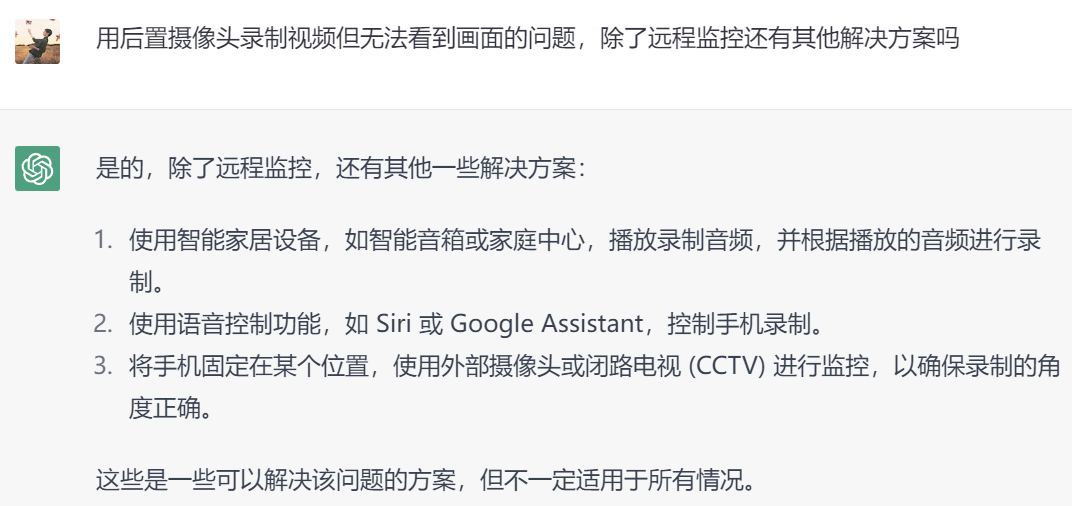 用后置摄像头录制视频但无法看到画面的问题，除了远程监控还有其他解决方案吗
是的，除了远程监控，还有其他一些解决方案：
1. 使用智能家居设备，如智能音箱或家庭中心，播放录制音频，并根据播放的音频进行录
制。
2. 使用语音控制功能，如 Siri 或 Google Assistant，控制手机录制。
3. 将手机固定在某个位置，使用外部摄像头或闭路电视 (CCTV) 进行监控，以确保录制的角
度正确。
这些是一些可以解决该问题的方案，但不一定适用于所有情况。